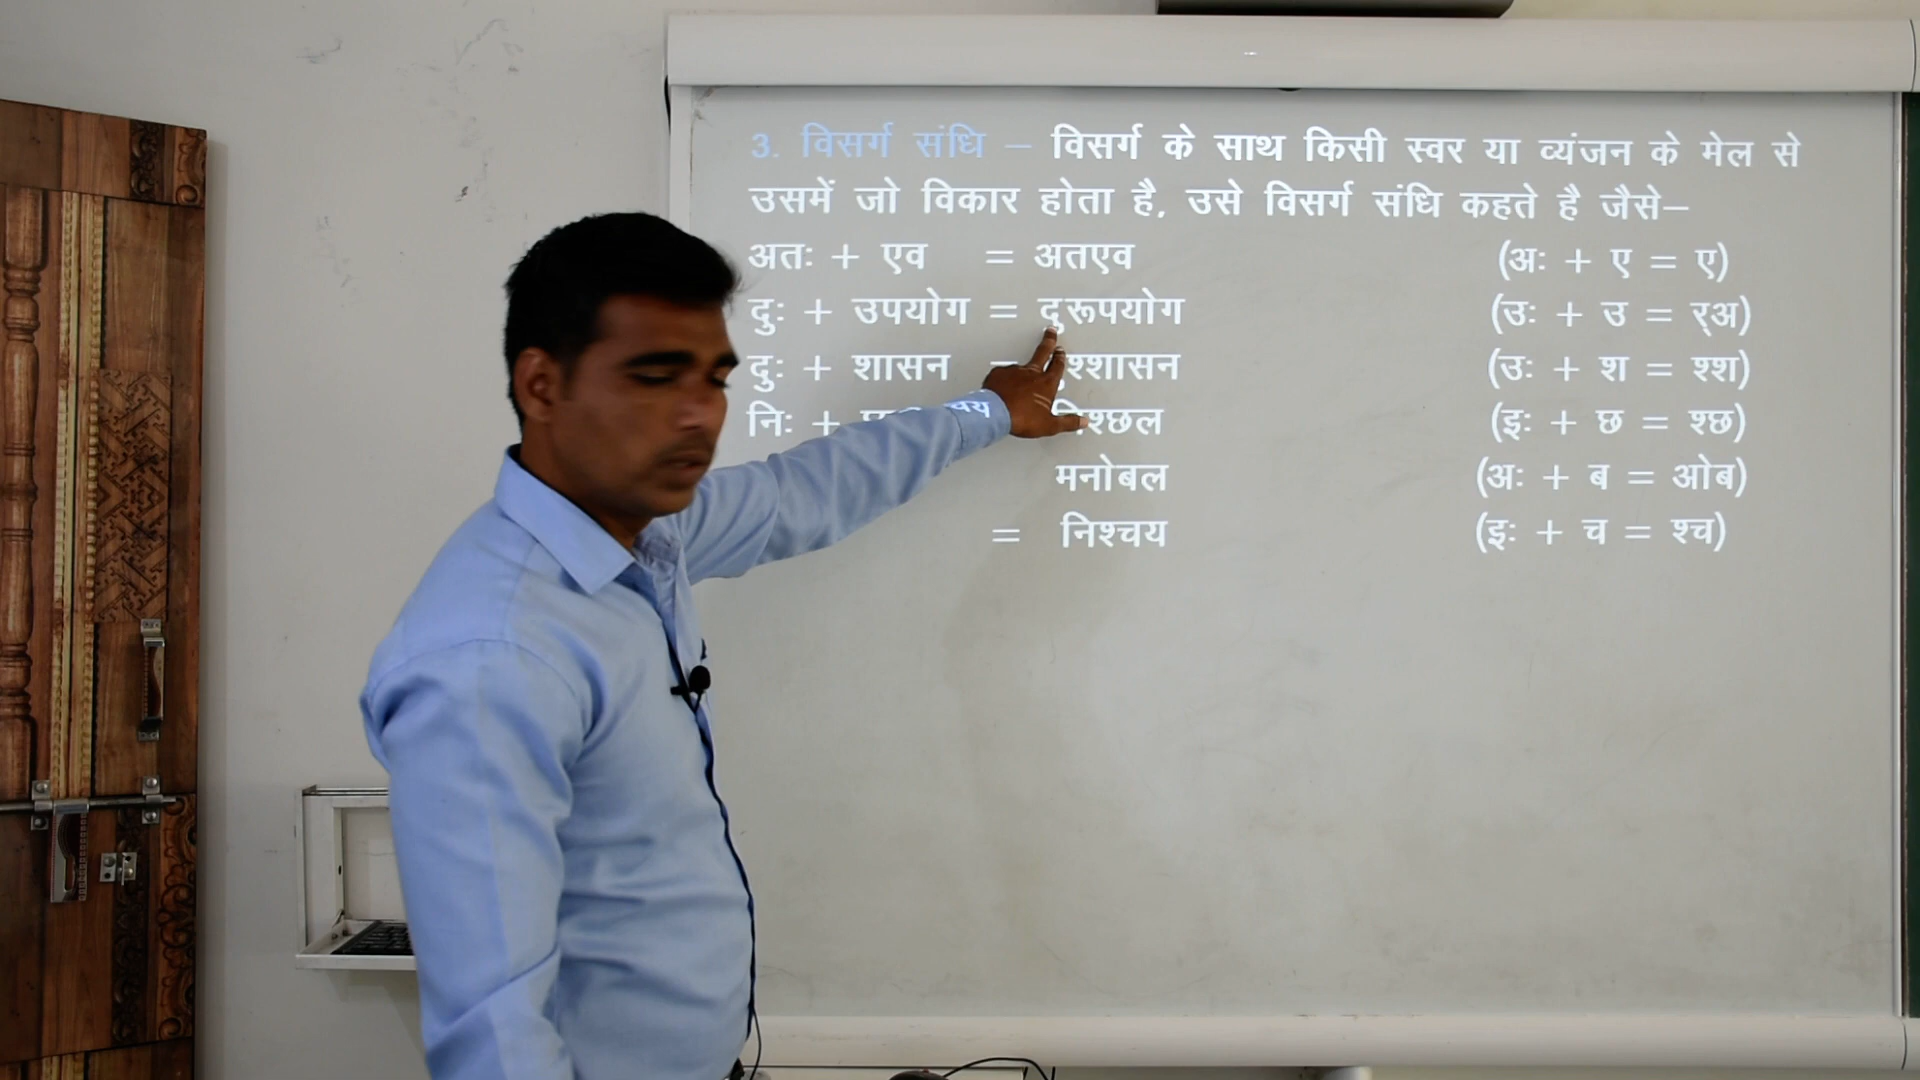 3. विसर्ग संधि – विसर्ग के साथ किसी स्वर या व्यंजन के मेल से
उसमें जो विकार होता है, उसे विसर्ग संधि कहते है जैसे–
अतः + एव = अतएव (अः + ए = ए)
दुः + उपयोग = दुरूपयोग (उः + उ = र्अ)
दुः + शासन = (उः + श = श्श)
निः + निश्छल (इः + छ = श्छ)
मनोबल (अः + ब = ओब)
= निश्चय (इः + च = श्च)